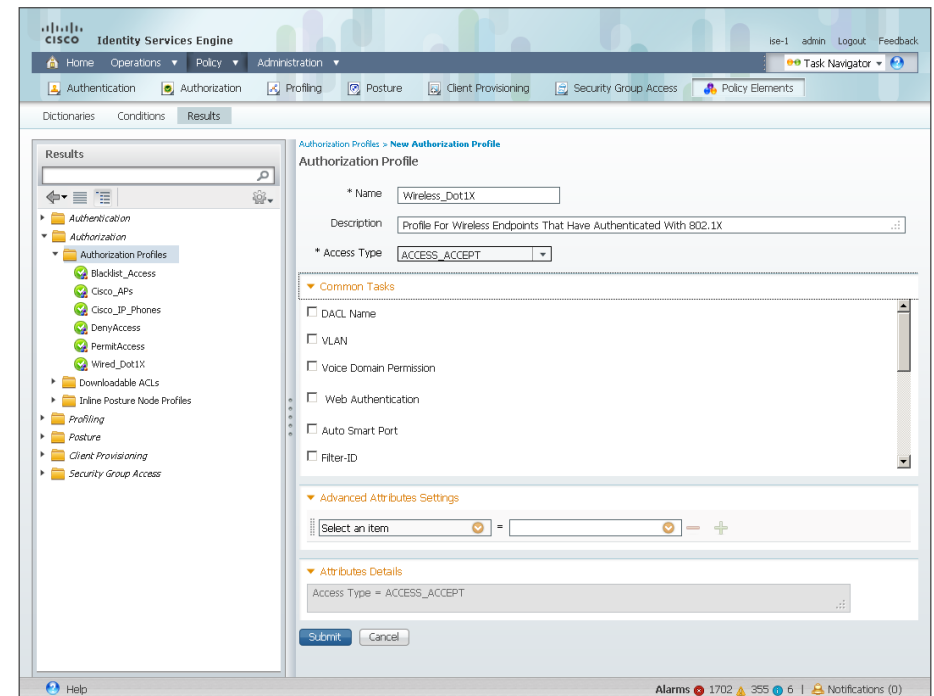 CISCO Identity Services Engine
ise-1 admin Logout Feedback
Home Operations Policy Administration
Task Navigator
Authentication Authorization Profiling Posture Client Provisioning Security Group Access Policy Elements
Dictionaries Conditions Results
Results
Authentication
Authorization
Authorization Profiles
Blacklist_Access
Cisco_APs
Cisco_IP_Phones
DenyAccess
PermitAccess
Wired_Dot1X
Downloadable ACLs
Inline Posture Node Profiles
Profiling
Posture
Client Provisioning
Security Group Access
Authorization Profiles > New Authorization Profile
Authorization Profile
* Name Wireless_Dot1X
Description Profile For Wireless Endpoints That Have Authenticated With 802.1X
* Access Type ACCESS_ACCEPT
Common Tasks
DACL Name
VLAN
Voice Domain Permission
Web Authentication
Auto Smart Port
Filter-ID
Advanced Attributes Settings
Select an item =
Attributes Details
Access Type = ACCESS_ACCEPT
Submit Cancel
Help
Alarms 1702 355 6 | Notifications (0)